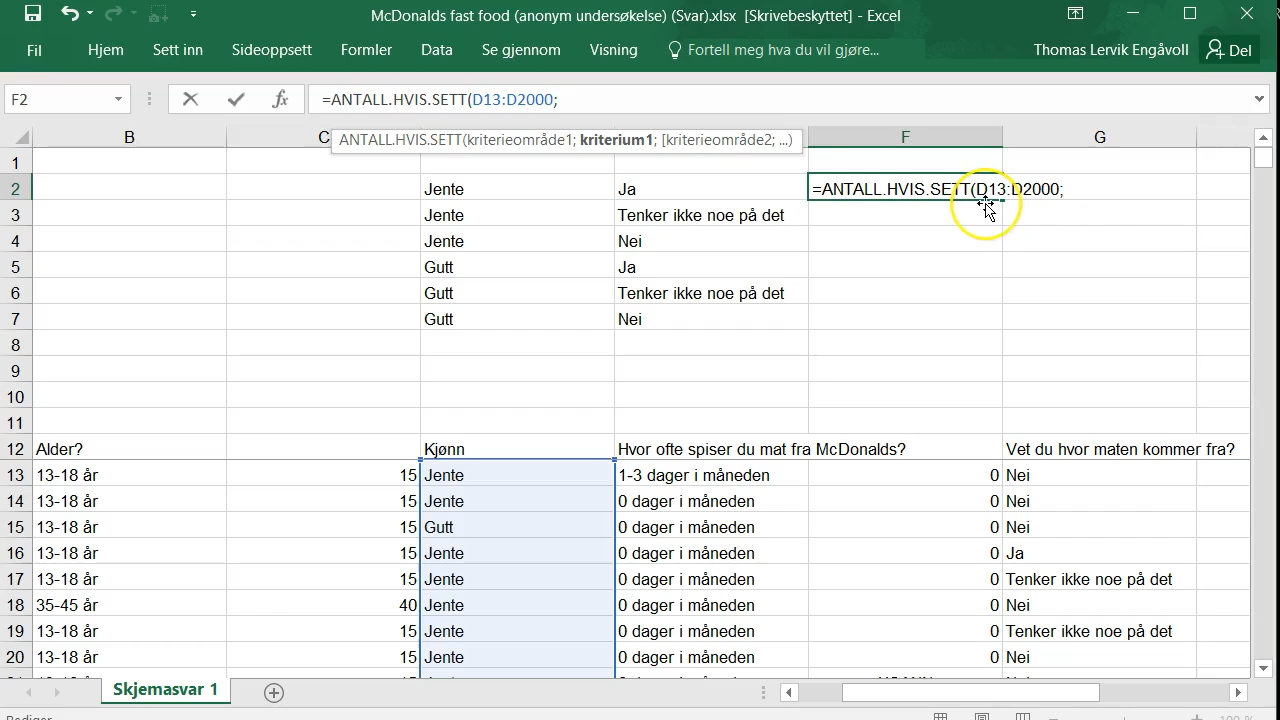 McDonalds fast food (anonym undersøkelse) (Svar).xlsx [Skrivebeskyttet] - Excel
Fil Hjem Sett inn Sideoppsett Formler Data Se gjennom Visning Fortell meg hva du vil gjøre... Thomas Lervik Engåvoll Del
F2 fx =ANTALL.HVIS.SETT(D13:D2000;
B C F G
ANTALL.HVIS.SETT(kriterieområde1; kriterium1; [kriterieområde2; ...)
1
2 Jente Ja =ANTALL.HVIS.SETT(D13:D2000;
3 Jente Tenker ikke noe på det
4 Jente Nei
5 Gutt Ja
6 Gutt Tenker ikke noe på det
7 Gutt Nei
8
9
10
11
12 Alder? Kjønn Hvor ofte spiser du mat fra McDonalds? Vet du hvor maten kommer fra?
13 13-18 år 15 Jente 1-3 dager i måneden 0 Nei
14 13-18 år 15 Jente 0 dager i måneden 0 Nei
15 13-18 år 15 Gutt 0 dager i måneden 0 Nei
16 13-18 år 15 Jente 0 dager i måneden 0 Ja
17 13-18 år 15 Jente 0 dager i måneden 0 Tenker ikke noe på det
18 35-45 år 40 Jente 0 dager i måneden 0 Nei
19 13-18 år 15 Jente 0 dager i måneden 0 Tenker ikke noe på det
20 13-18 år 15 Jente 0 dager i måneden 0 Nei
Skjemasvar 1